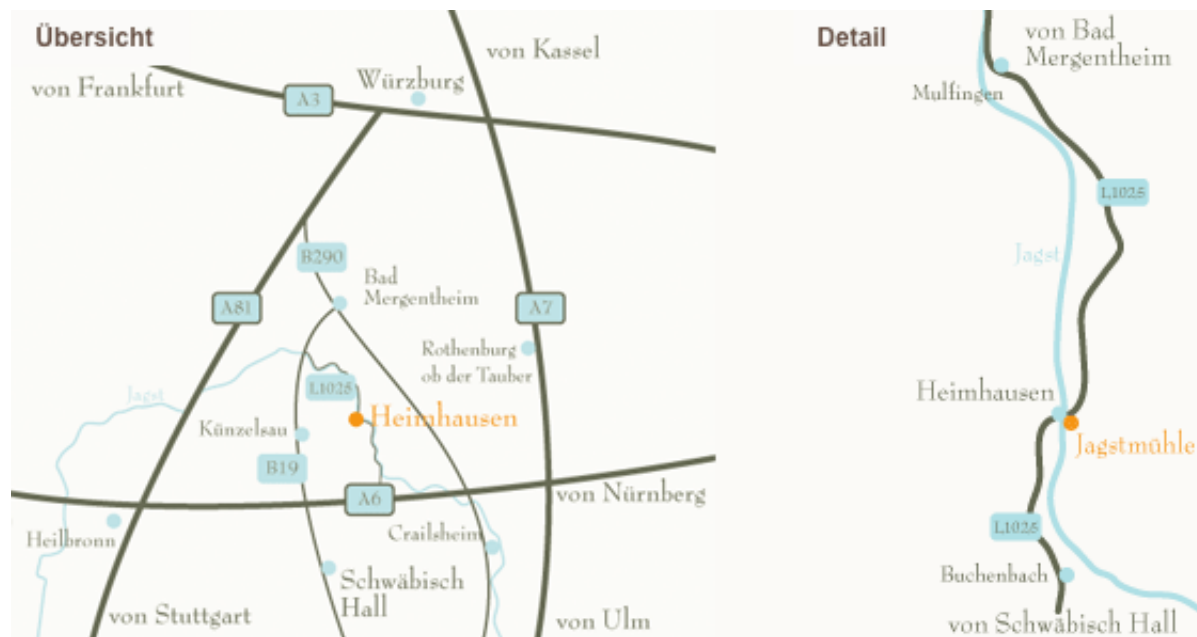 Übersicht
von Kassel
Würzburg
von Frankfurt
A3
B290
Bad
Mergentheim
A81
A7
Rothenburg
ob der Tauber
Jagst
L1025
Heimhausen
Künzelsau
B19
A6
von Nürnberg
Heilbronn
Crailsheim
Schwäbisch
Hall
von Stuttgart
von Ulm
Detail
von Bad
Mergentheim
Mulfingen
L1025
Jagst
Heimhausen
Jagstmühle
L1025
Buchenbach
von Schwäbisch Hall